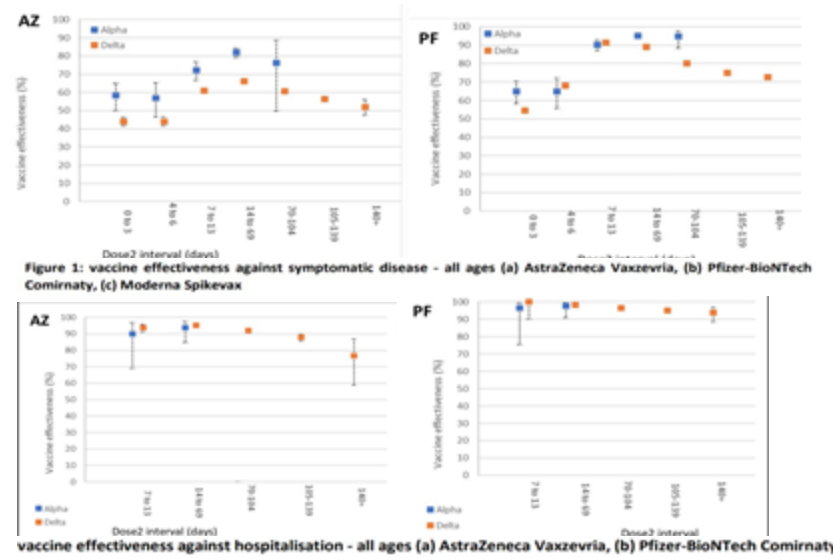 AZ
100
90
80
70
60
50
40
30
20
10
0
Vaccine effectiveness (%)
Alpha
Delta
0 to 3
4 to 6
7 to 13
14 to 69
70-104
105-139
140+
Dose2 interval (days)
PF
100
90
80
70
60
50
40
30
20
10
0
Vaccine effectiveness (%)
Alpha
Delta
0 to 3
4 to 6
7 to 13
14 to 69
70-104
105-139
140+
Dose2 interval (days)
Figure 1: vaccine effectiveness against symptomatic disease - all ages (a) AstraZeneca Vaxzevria, (b) Pfizer-BioNTech
Comirnaty, (c) Moderna Spikevax
AZ
100
90
80
70
60
50
40
30
20
10
0
Vaccine effectiveness (%)
7 to 13
14 to 69
70-104
105-139
140+
Alpha
Delta
Dose2 interval (days)
PF
100
90
80
70
60
50
40
30
20
10
0
Vaccine effectiveness (%)
7 to 13
14 to 69
70-104
105-139
140+
Alpha
Delta
Dose2 interval
vaccine effectiveness against hospitalisation - all ages (a) AstraZeneca Vaxzevria, (b) Pfizer-BioNTech Comirnaty